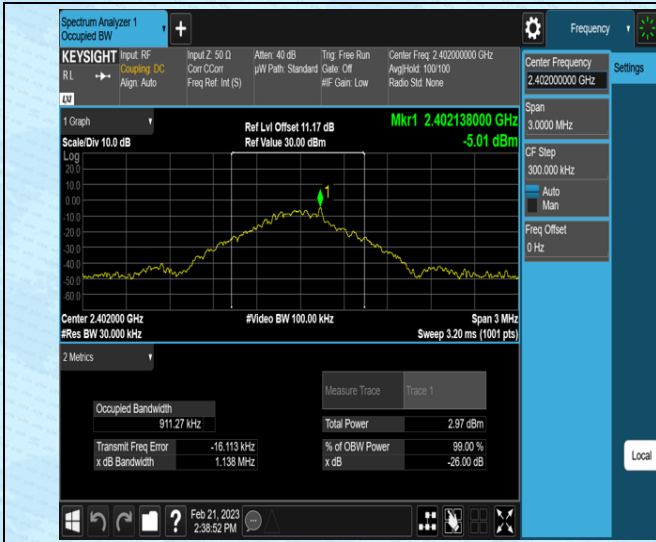 Spectrum Analyzer 1
Occupied BW
+
Frequency
KEYSIGHT
R L
Input: RF
Coupling: DC
Align: Auto
Input Z: 50 Ω
Corr CCorr
Freq Ref: Int (S)
Atten: 40 dB
µW Path: Standard
Trig: Free Run
Gate: Off
#IF Gain: Low
Center Freq: 2.402000000 GHz
Avg|Hold: 100/100
Radio Std: None
Center Frequency
2.402000000 GHz
Settings
Span
3.0000 MHz
CF Step
300.000 kHz
Auto
Man
Freq Offset
0 Hz
1 Graph
Scale/Div 10.0 dB
Ref Lvl Offset 11.17 dB
Ref Value 30.00 dBm
Mkr1 2.402138000 GHz
-5.01 dBm
Log
20.0
10.0
0.00
-10.0
-20.0
-30.0
-40.0
-50.0
-60.0
1
Center 2.402000 GHz
#Res BW 30.000 kHz
#Video BW 100.00 kHz
Span 3 MHz
Sweep 3.20 ms (1001 pts)
2 Metrics
Measure Trace
Trace 1
Occupied Bandwidth
911.27 kHz
Total Power
2.97 dBm
Transmit Freq Error
-16.113 kHz
% of OBW Power
99.00 %
x dB Bandwidth
1.138 MHz
x dB
-26.00 dB
Local
?
Feb 21, 2023
2:38:52 PM